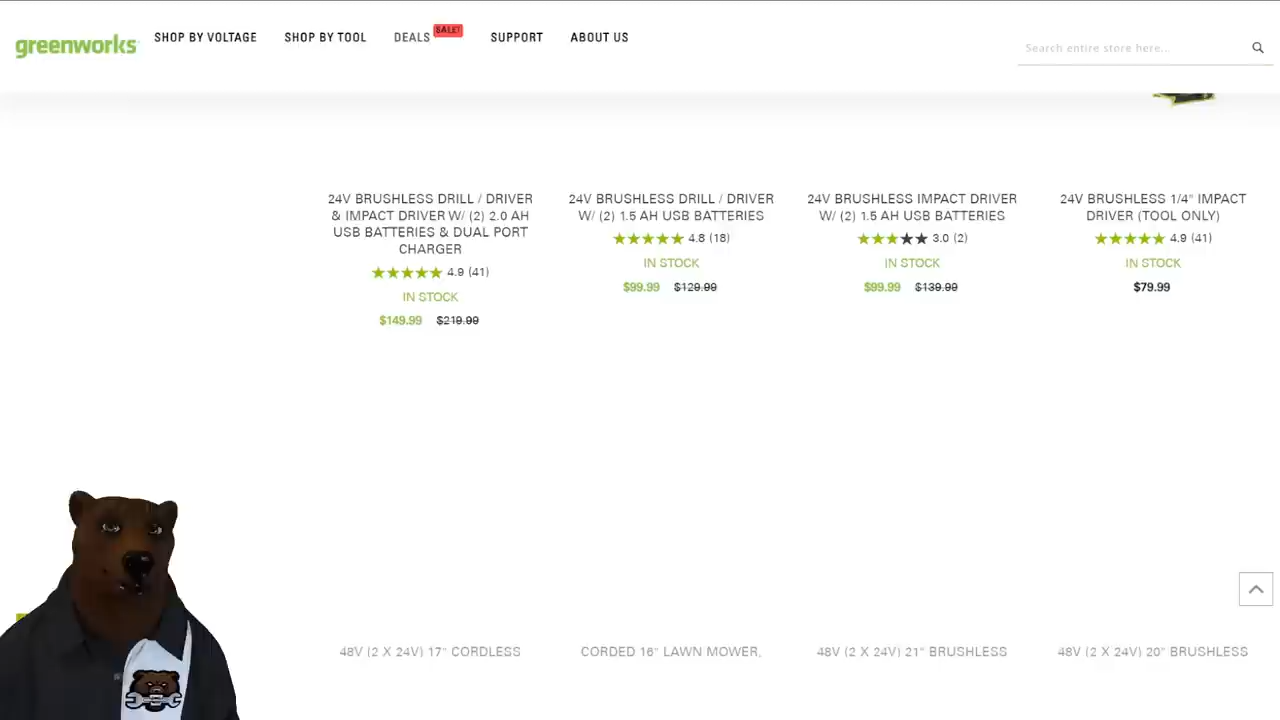 greenworks
SHOP BY VOLTAGE
SHOP BY TOOL
DEALS
SALE!
SUPPORT
ABOUT US
Search entire store here...
24V BRUSHLESS DRILL / DRIVER
& IMPACT DRIVER W/ (2) 2.0 AH
USB BATTERIES & DUAL PORT
CHARGER
4.9 (41)
IN STOCK
$149.99 $219.99
24V BRUSHLESS DRILL / DRIVER
W/ (2) 1.5 AH USB BATTERIES
4.8 (18)
IN STOCK
$99.99 $129.99
24V BRUSHLESS IMPACT DRIVER
W/ (2) 1.5 AH USB BATTERIES
3.0 (2)
IN STOCK
$99.99 $139.99
24V BRUSHLESS 1/4" IMPACT
DRIVER (TOOL ONLY)
4.9 (41)
IN STOCK
$79.99
48V (2 X 24V) 17" CORDLESS
CORDED 16" LAWN MOWER,
48V (2 X 24V) 21" BRUSHLESS
48V (2 X 24V) 20" BRUSHLESS